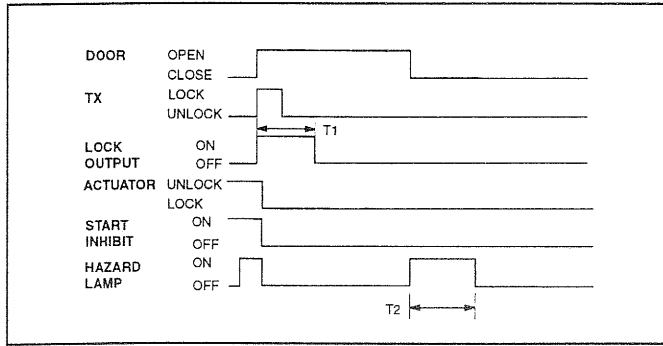 DOOR OPEN
CLOSE
TX LOCK
UNLOCK
T1
LOCK ON
OUTPUT OFF
ACTUATOR UNLOCK
LOCK
START ON
INHIBIT OFF
HAZARD ON
LAMP OFF
T2